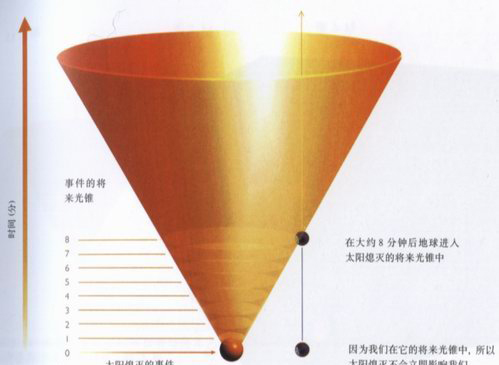 时间(分)
事件的将
来光锥
8
7
6
5
4
3
2
1
0
在大约 8 分钟后地球进入
太阳熄灭的将来光锥中
太阳熄灭的事件
因为我们在它的将来光锥中, 所以
太阳熄灭不会立即影响我们